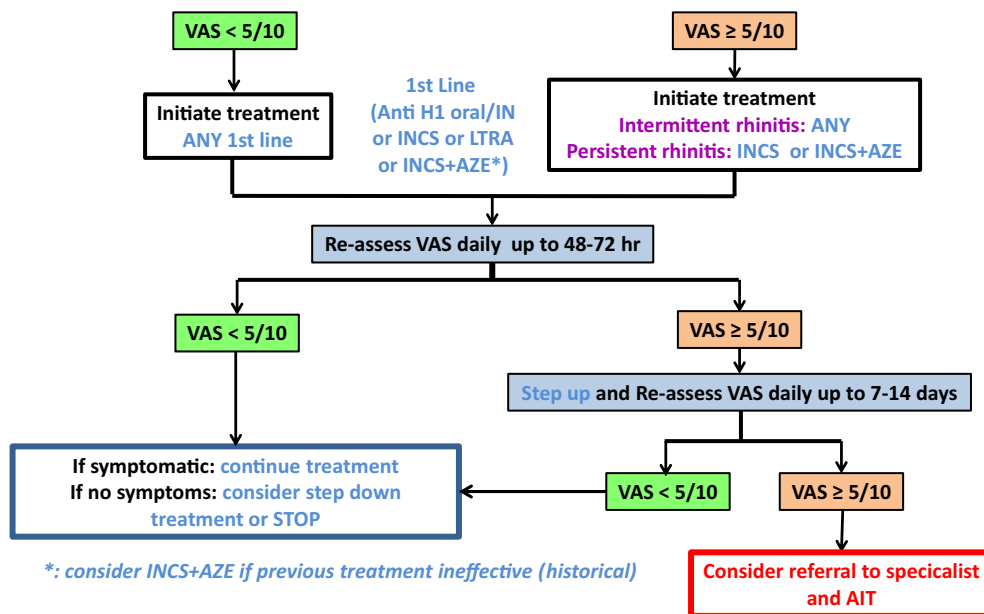 VAS < 5/10
VAS ≥ 5/10
Initiate treatment
ANY 1st line
1st Line
(Anti H1 oral/IN
or INCS or LTRA
or INCS+AZE*)
Initiate treatment
Intermittent rhinitis: ANY
Persistent rhinitis: INCS or INCS+AZE
Re-assess VAS daily up to 48-72 hr
VAS < 5/10
VAS ≥ 5/10
Step up and Re-assess VAS daily up to 7-14 days
If symptomatic: continue treatment
If no symptoms: consider step down
treatment or STOP
VAS < 5/10
VAS ≥ 5/10
*: consider INCS+AZE if previous treatment ineffective (historical)
Consider referral to specicalist
and AIT